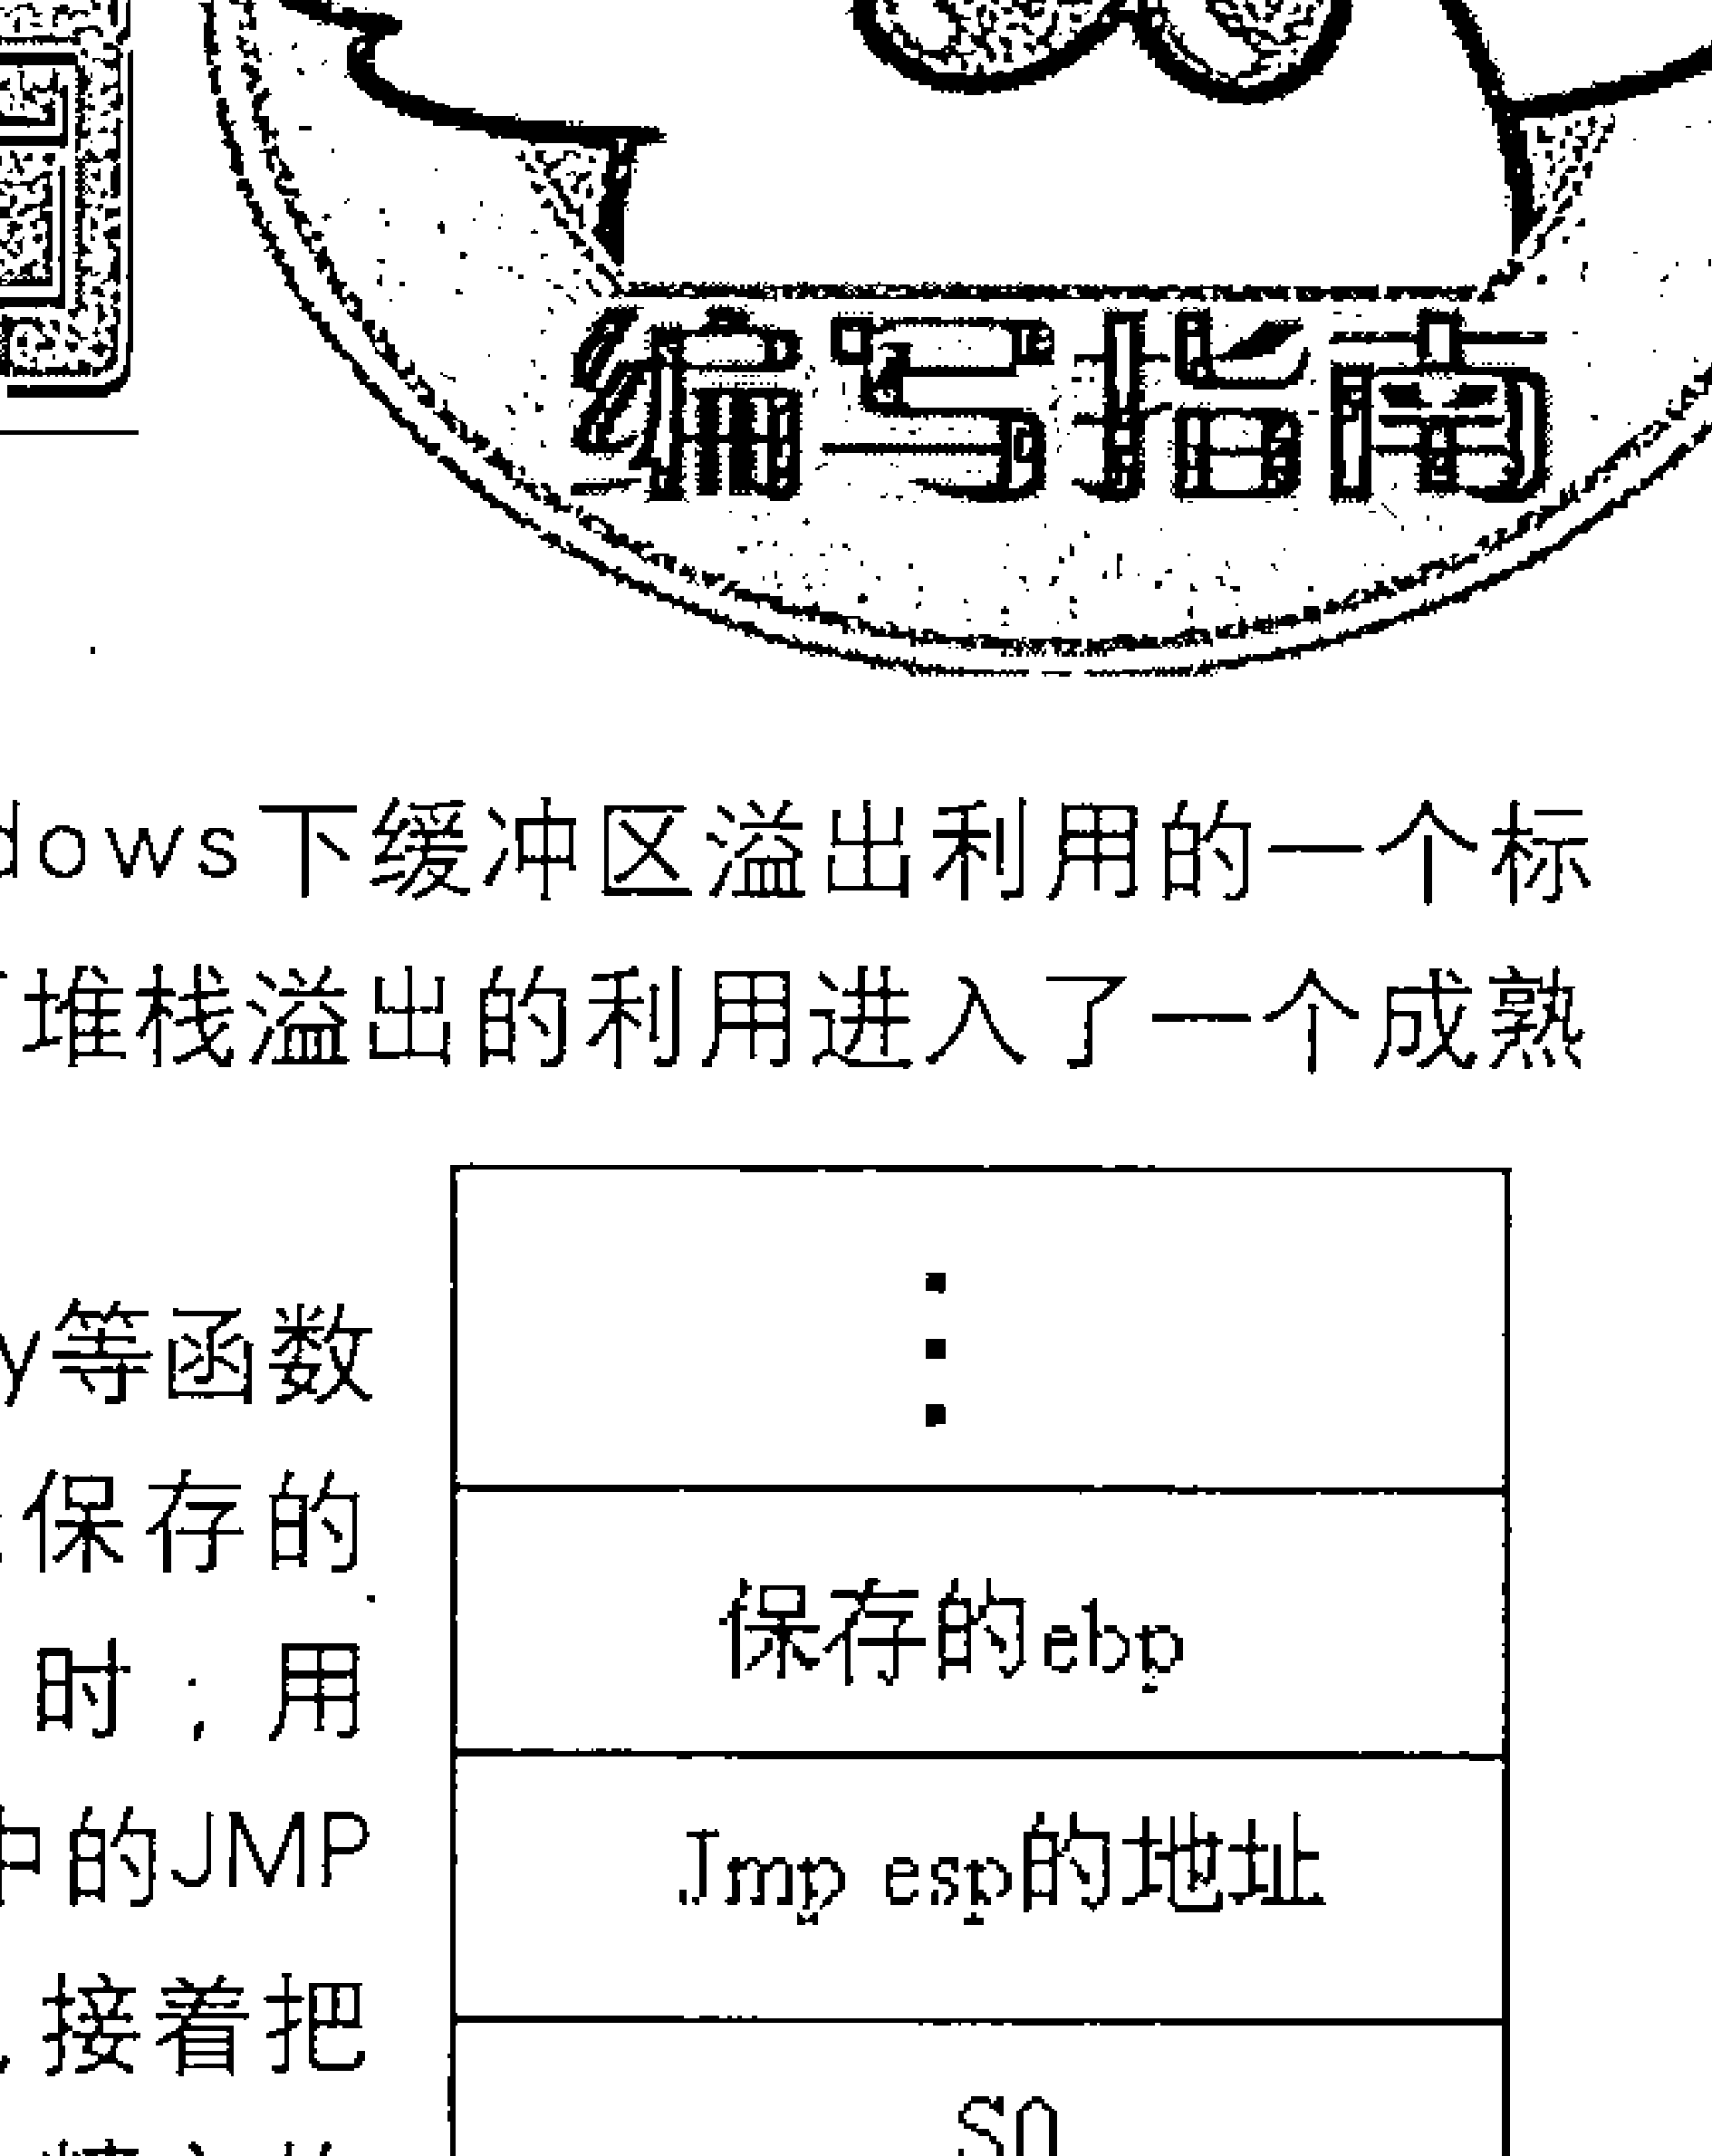 编写指南
dows下缓冲区溢出利用的一个标
堆栈溢出的利用进入了一个成熟
y等函数
保存的
时；用
中的JMP
接着把
保存的ebp
Jmp esp的地址